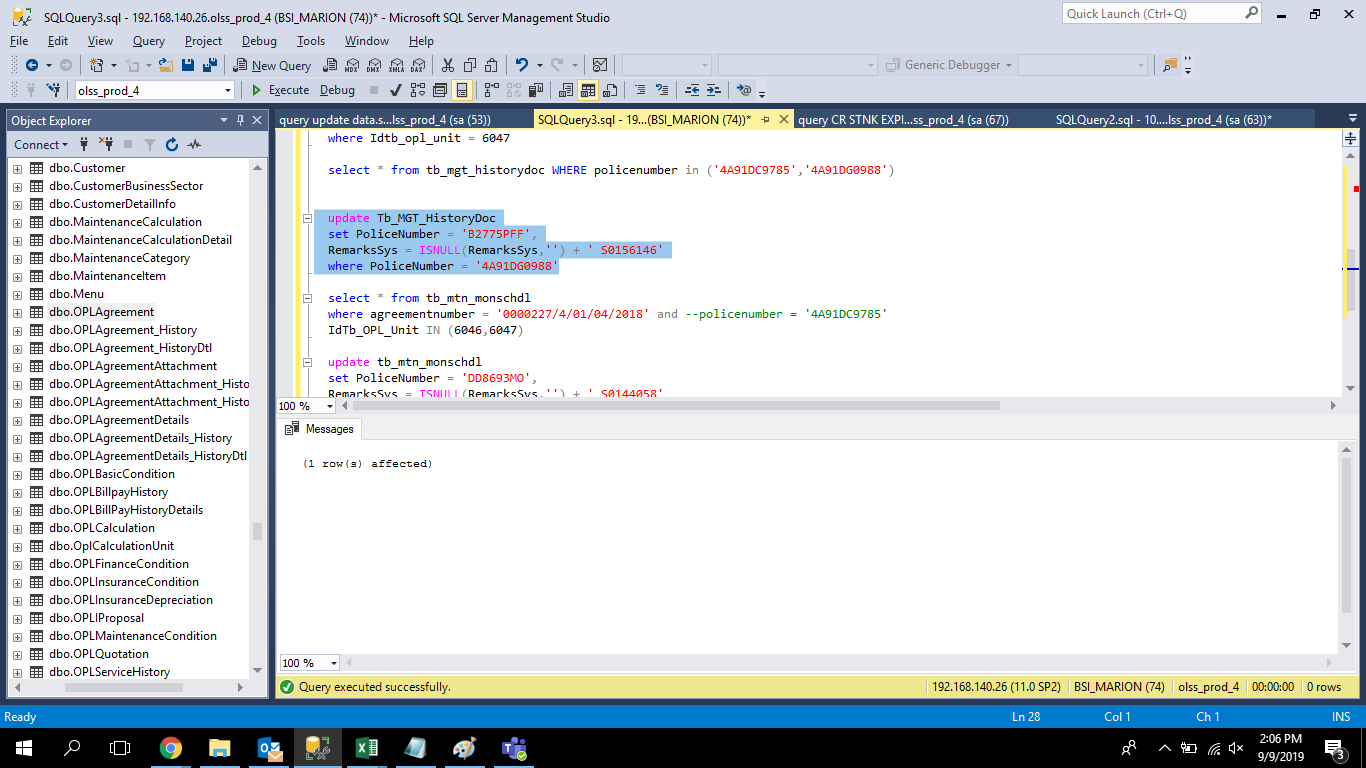 SQLQuery3.sql - 192.168.140.26.olss_prod_4 (BSI_MARION (74))* - Microsoft SQL Server Management Studio
Quick Launch (Ctrl+Q)
File Edit View Query Project Debug Tools Window Help
New Query MDX DMX XMLA DAX Generic Debugger
olss_prod_4 Execute Debug
Object Explorer
query update data.s...lss_prod_4 (sa (53)) SQLQuery3.sql - 19...(BSI_MARION (74))* query CR STNK EXPI...ss_prod_4 (sa (67)) SQLQuery2.sql - 10....lss_prod_4 (sa (63))*
Connect
dbo.Customer
dbo.CustomerBusinessSector
dbo.CustomerDetailInfo
dbo.MaintenanceCalculation
dbo.MaintenanceCalculationDetail
dbo.MaintenanceCategory
dbo.MaintenanceItem
dbo.Menu
dbo.OPLAgreement
dbo.OPLAgreement_History
dbo.OPLAgreement_HistoryDtl
dbo.OPLAgreementAttachment
dbo.OPLAgreementAttachment_Histo
dbo.OPLAgreementAttachment_Histo
dbo.OPLAgreementDetails
dbo.OPLAgreementDetails_History
dbo.OPLAgreementDetails_HistoryDtl
dbo.OPLBasicCondition
dbo.OPLBillpayHistory
dbo.OPLBillPayHistoryDetails
dbo.OPLCalculation
dbo.OplCalculationUnit
dbo.OPLFinanceCondition
dbo.OPLInsuranceCondition
dbo.OPLInsuranceDepreciation
dbo.OPLIProposal
dbo.OPLMaintenanceCondition
dbo.OPLQuotation
dbo.OPLServiceHistory
where Idtb_opl_unit = 6047
select * from tb_mgt_historydoc WHERE policenumber in ('4A91DC9785','4A91DG0988')
update Tb_MGT_HistoryDoc
set PoliceNumber = 'B2775PFF',
RemarksSys = ISNULL(RemarksSys,'') + ' S0156146'
where PoliceNumber = '4A91DG0988'
select * from tb_mtn_monschdl
where agreementnumber = '0000227/4/01/04/2018' and --policenumber = '4A91DC9785'
IdTb_OPL_Unit IN (6046,6047)
update tb_mtn_monschdl
set PoliceNumber = 'DD8693MO',
RemarksSys = ISNULL(RemarksSys,'') + ' S0144058'
100 %
Messages
(1 row(s) affected)
100 %
Query executed successfully. 192.168.140.26 (11.0 SP2) BSI_MARION (74) olss_prod_4 00:00:00 0 rows
Ready Ln 28 Col 1 Ch 1 INS
2:06 PM
9/9/2019
3